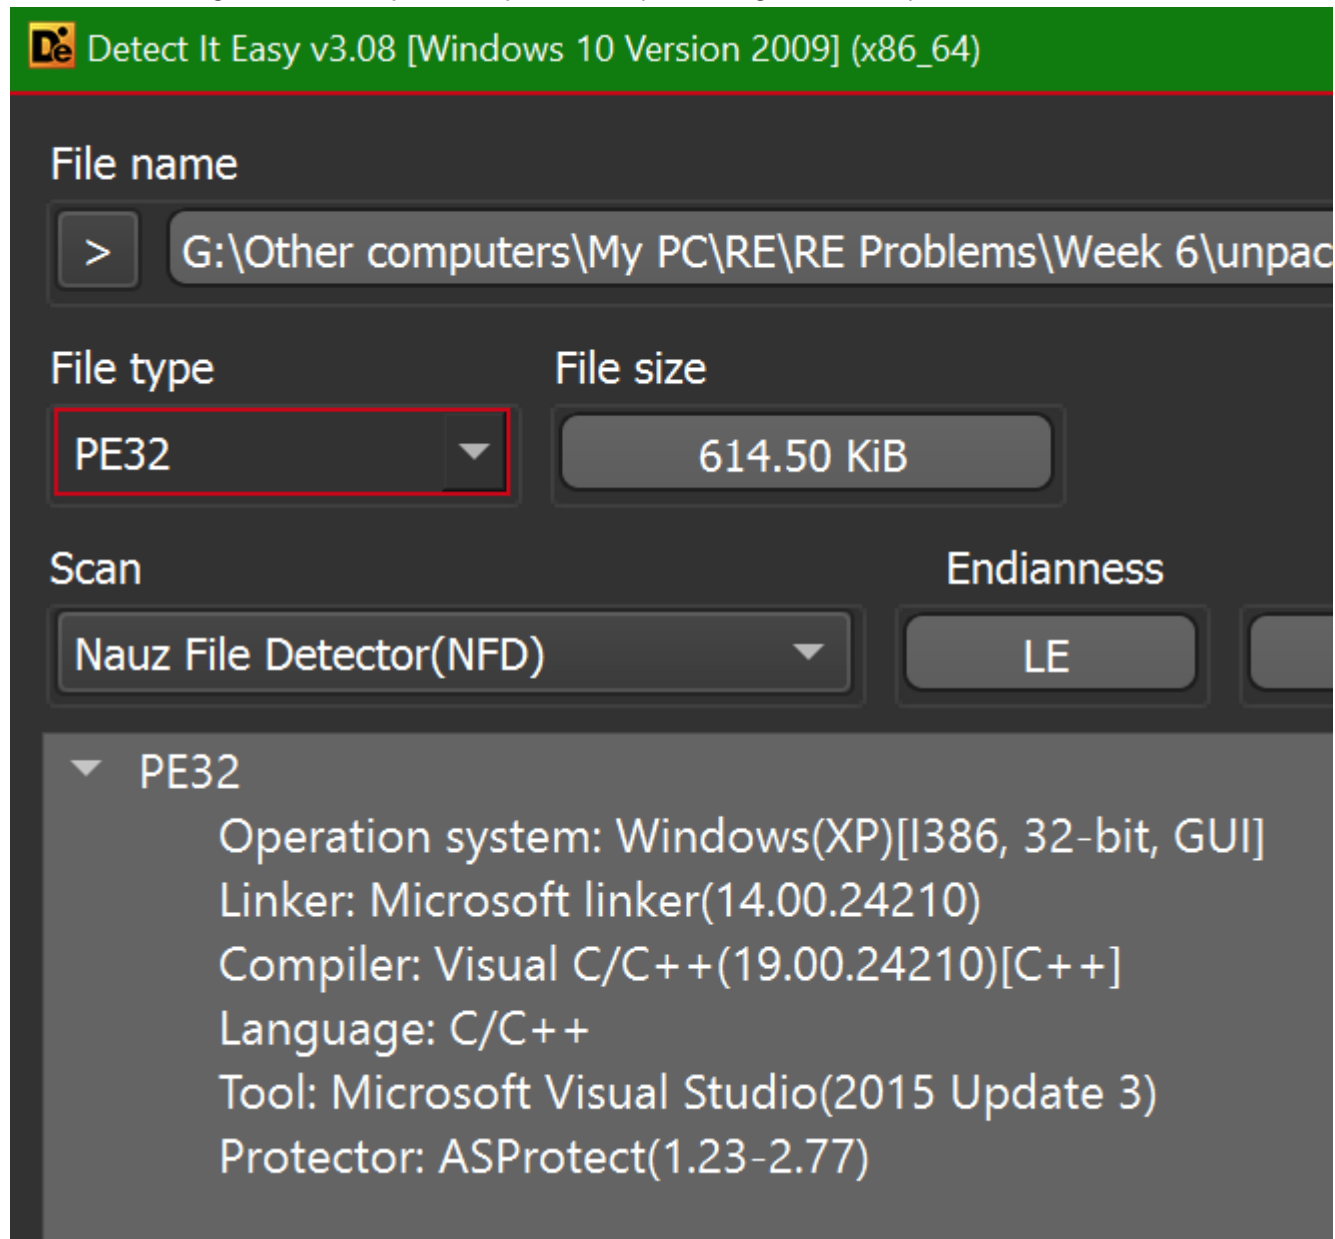 Detect It Easy v3.08 [Windows 10 Version 2009] (x86_64)
File name
> G:\Other computers\My PC\RE\RE Problems\Week 6\unpac
File type File size
PE32 614.50 KiB
Scan Endianness
Nauz File Detector(NFD) LE
PE32
Operation system: Windows(XP)[I386, 32-bit, GUI]
Linker: Microsoft linker(14.00.24210)
Compiler: Visual C/C++(19.00.24210)[C++]
Language: C/C++
Tool: Microsoft Visual Studio(2015 Update 3)
Protector: ASProtect(1.23-2.77)